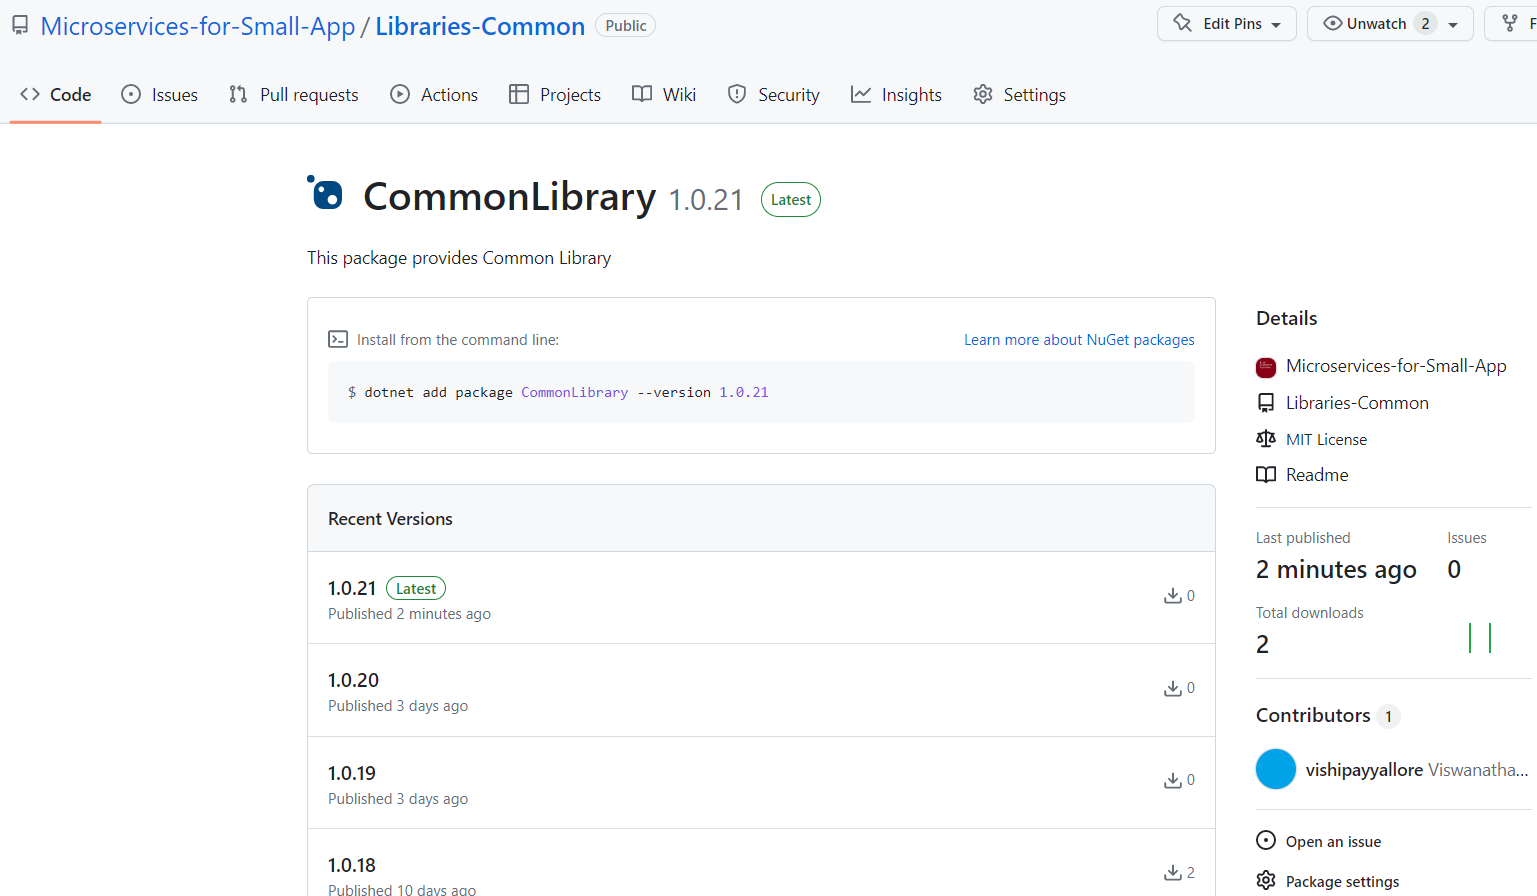 Microservices-for-Small-App / Libraries-Common Public
Edit Pins Unwatch 2 F
Code Issues Pull requests Actions Projects Wiki Security Insights Settings
CommonLibrary 1.0.21 Latest
This package provides Common Library
Install from the command line: Learn more about NuGet packages
$ dotnet add package CommonLibrary --version 1.0.21
Recent Versions
1.0.21 Latest
Published 2 minutes ago
0
1.0.20
Published 3 days ago
0
1.0.19
Published 3 days ago
0
1.0.18
Published 10 days ago
2
Details
Microservices-for-Small-App
Libraries-Common
MIT License
Readme
Last published Issues
2 minutes ago 0
Total downloads
2
Contributors 1
vishipayyallore Viswanatha...
Open an issue
Package settings